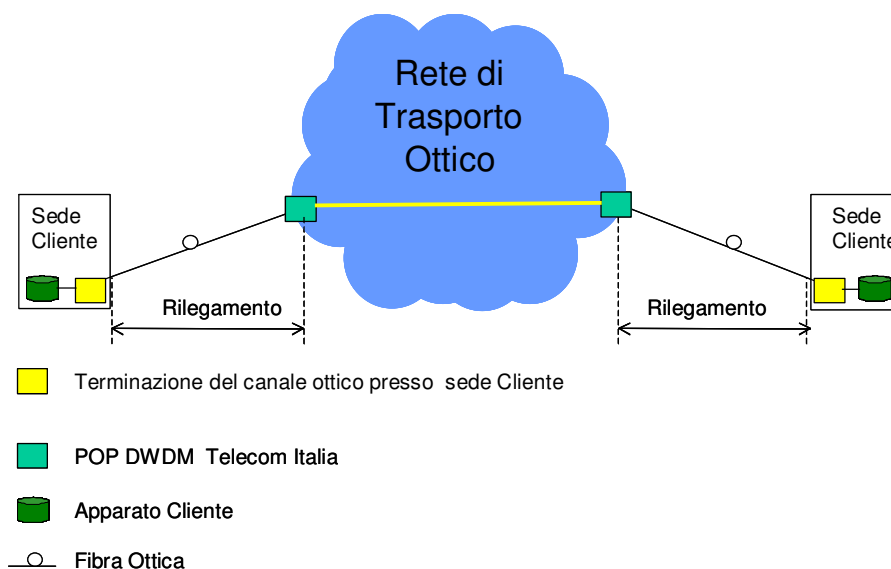 Rete di
Trasporto
Ottico
Sede
Cliente
Sede
Client
Rilegamento
Rilegamento
Terminazione del canale ottico presso sede Cliente
POP DWDM Telecom Italia
Apparato Cliente
Fibra Ottica